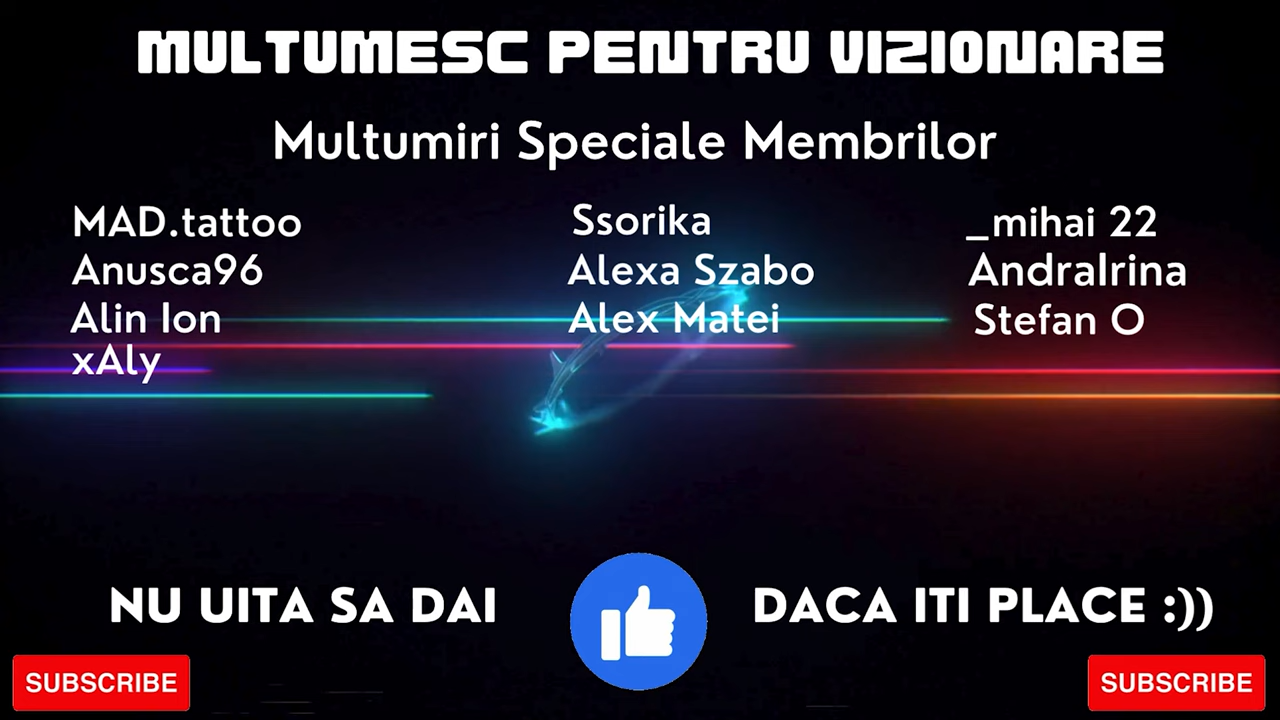 MULTUMESC PENTRU VIZIONARE
Multumiri Speciale Membrilor
MAD.tattoo
Anusca96
Alin Ion
xAly
Ssorika
Alexa Szabo
Alex Matei
_mihai 22
AndraIrina
Stefan O
NU UITA SA DAI
DACA ITI PLACE :))
SUBSCRIBE
SUBSCRIBE